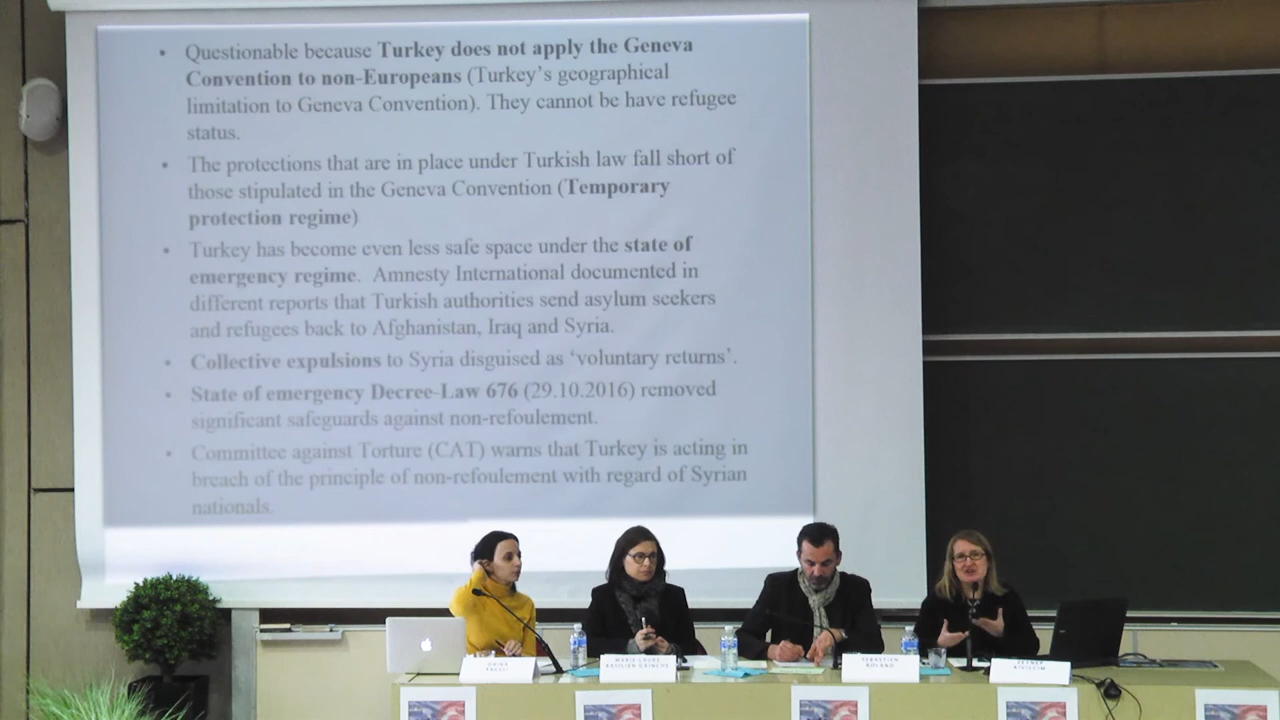 • Questionable because Turkey does not apply the Geneva
Convention to non-Europeans (Turkey's geographical
limitation to Geneva Convention). They cannot be have refugee
status.
• The protections that are in place under Turkish law fall short of
those stipulated in the Geneva Convention (Temporary
protection regime)
• Turkey has become even less safe space under the state of
emergency regime. Amnesty International documented in
different reports that Turkish authorities send asylum seekers
and refugees back to Afghanistan, Iraq and Syria.
• Collective expulsions to Syria disguised as ‘voluntary returns’.
• State of emergency Decree-Law 676 (29.10.2016) removed
significant safeguards against non-refoulement.
• Committee against Torture (CAT) warns that Turkey is acting in
breach of the principle of non-refoulement with regard of Syrian
nationals.
MARIE-LAURE
BASILIEN-GAINCHE
SEBASTIEN
ROLAND
ZEYNEP
KIVILCIM